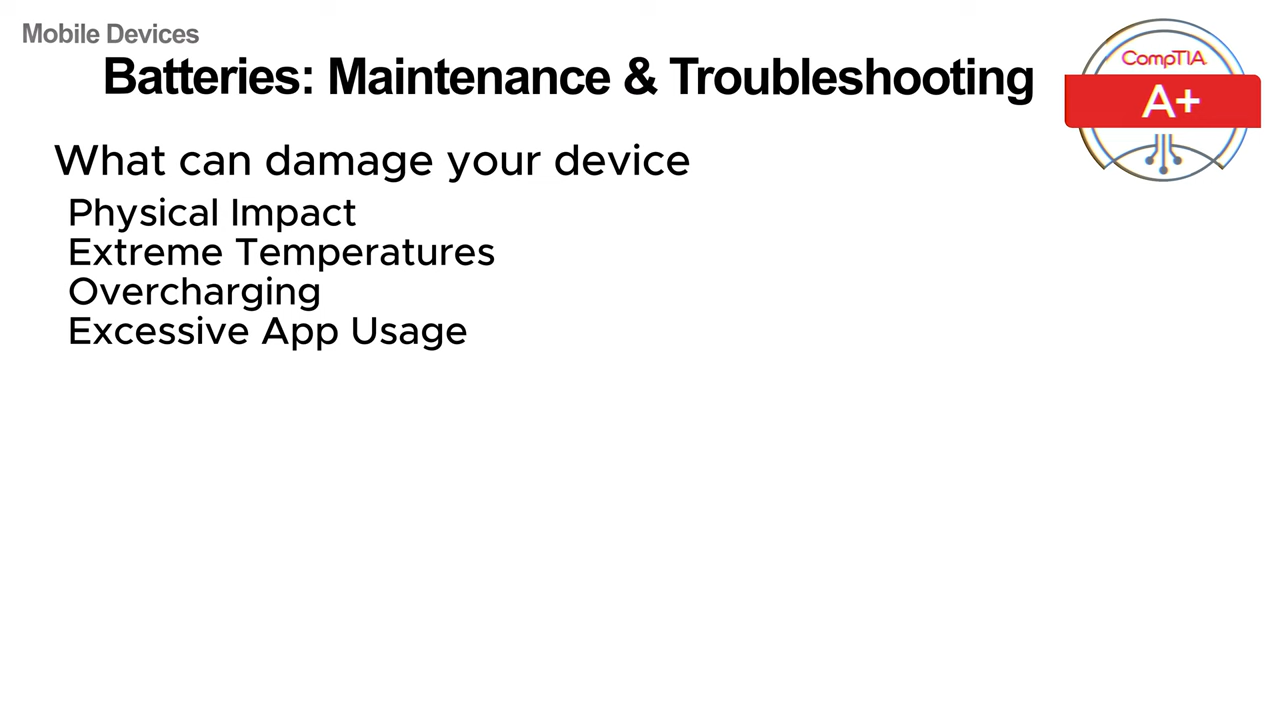 Mobile Devices
Batteries: Maintenance & Troubleshooting
CompTIA
A+
What can damage your device
Physical Impact
Extreme Temperatures
Overcharging
Excessive App Usage